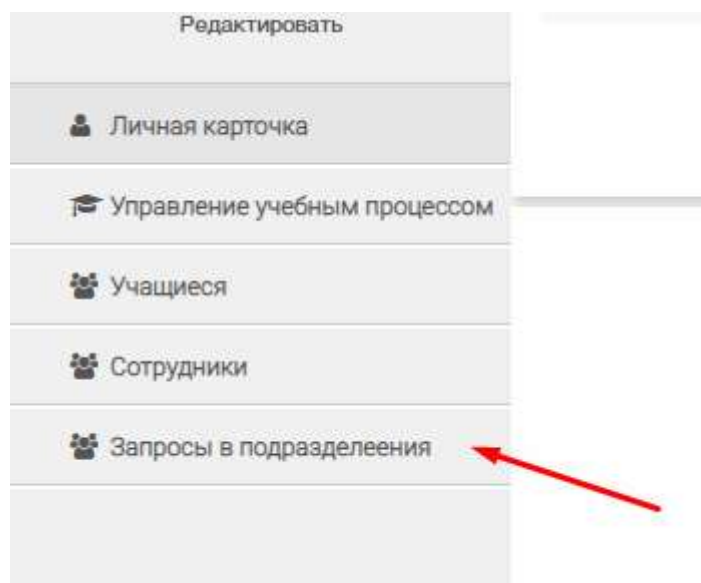 Редактировать
Личная карточка
Управление учебным процессом
Учащиеся
Сотрудники
Запросы в подразделеения